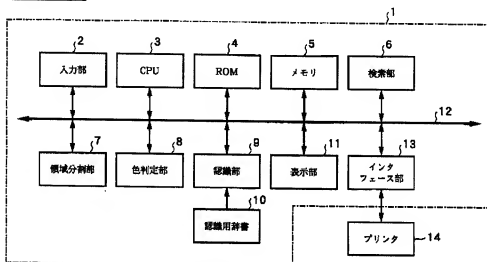 1
2 3 4 5 6
入力部 CPU ROM メモリ 検索部
12
7 8 9 11 13
領域分割部 色判定部 認識部 表示部 インタ
フェース部
10
認識用辞書
プリンタ 14